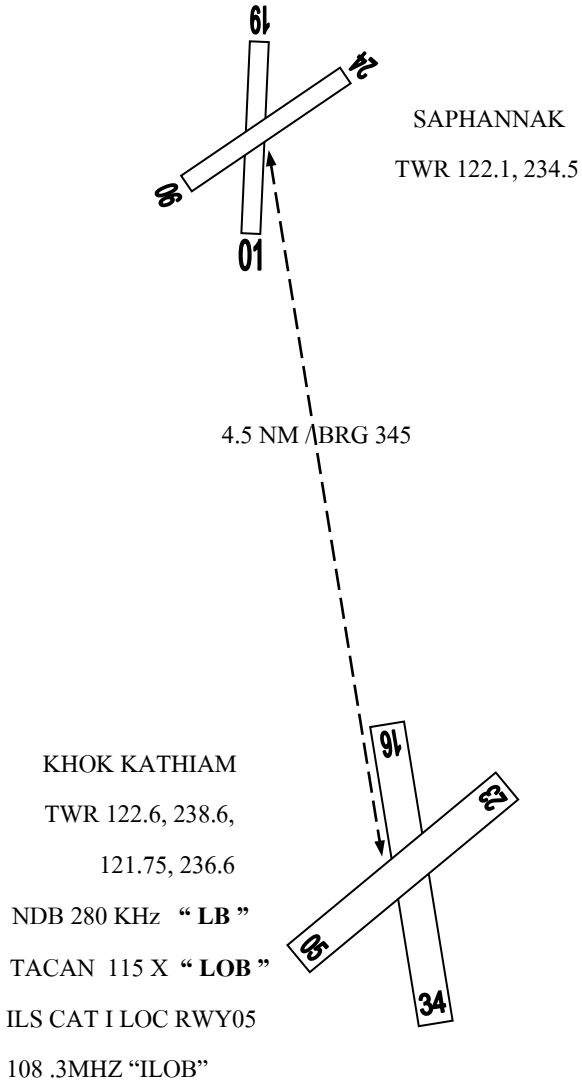 19
24
SAPHANNAK
TWR 122.1, 234.5
06
01
4.5 NM / BRG 345
16
23
KHOK KATHIAM
TWR 122.6, 238.6,
121.75, 236.6
NDB 280 KHz “ LB ”
TACAN 115 X “ LOB ”
05
ILS CAT I LOC RWY05
34
108 .3MHZ “ILOB”